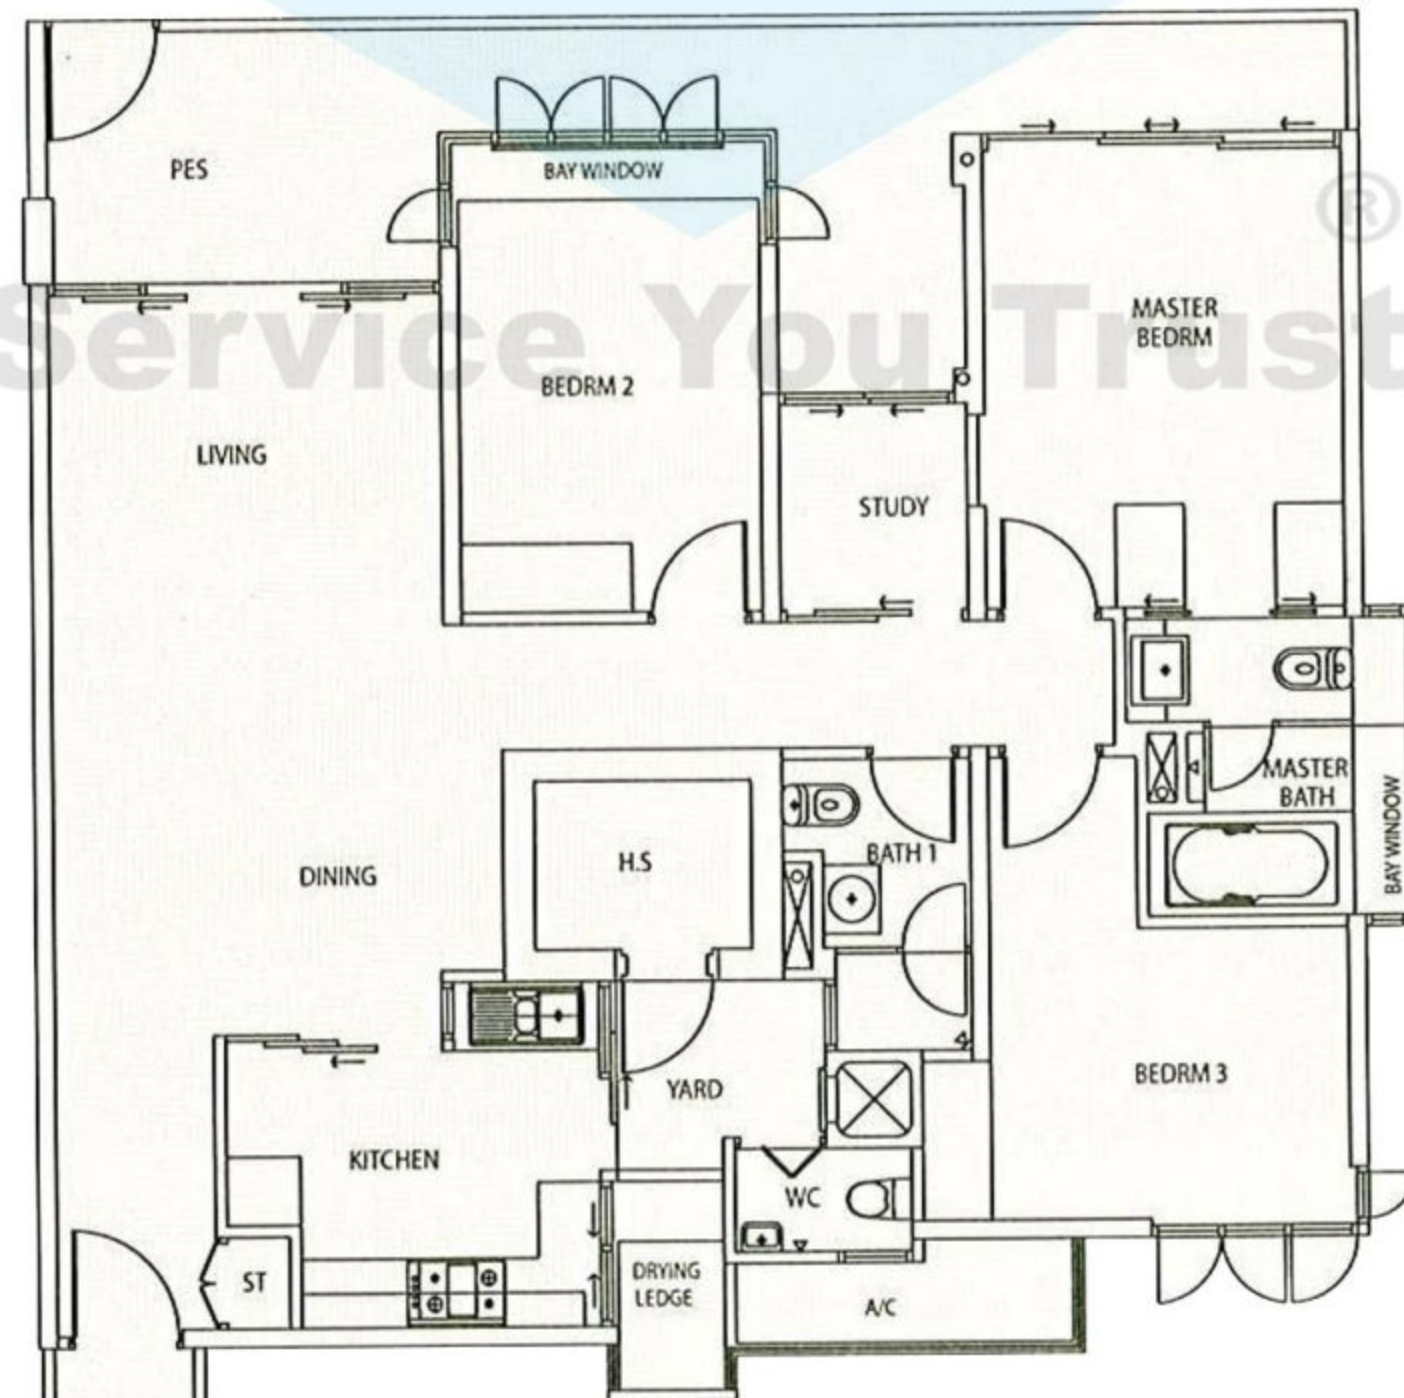 PES
BAY WINDOW
®
Service You Trust
MASTER
BEDRM
BEDRM 2
LIVING
STUDY
MASTER
BATH
BAY WINDOW
H.S
BATH 1
DINING
BEDRM 3
YARD
KITCHEN
WC
ST
DRYING
LEDGE
A/C